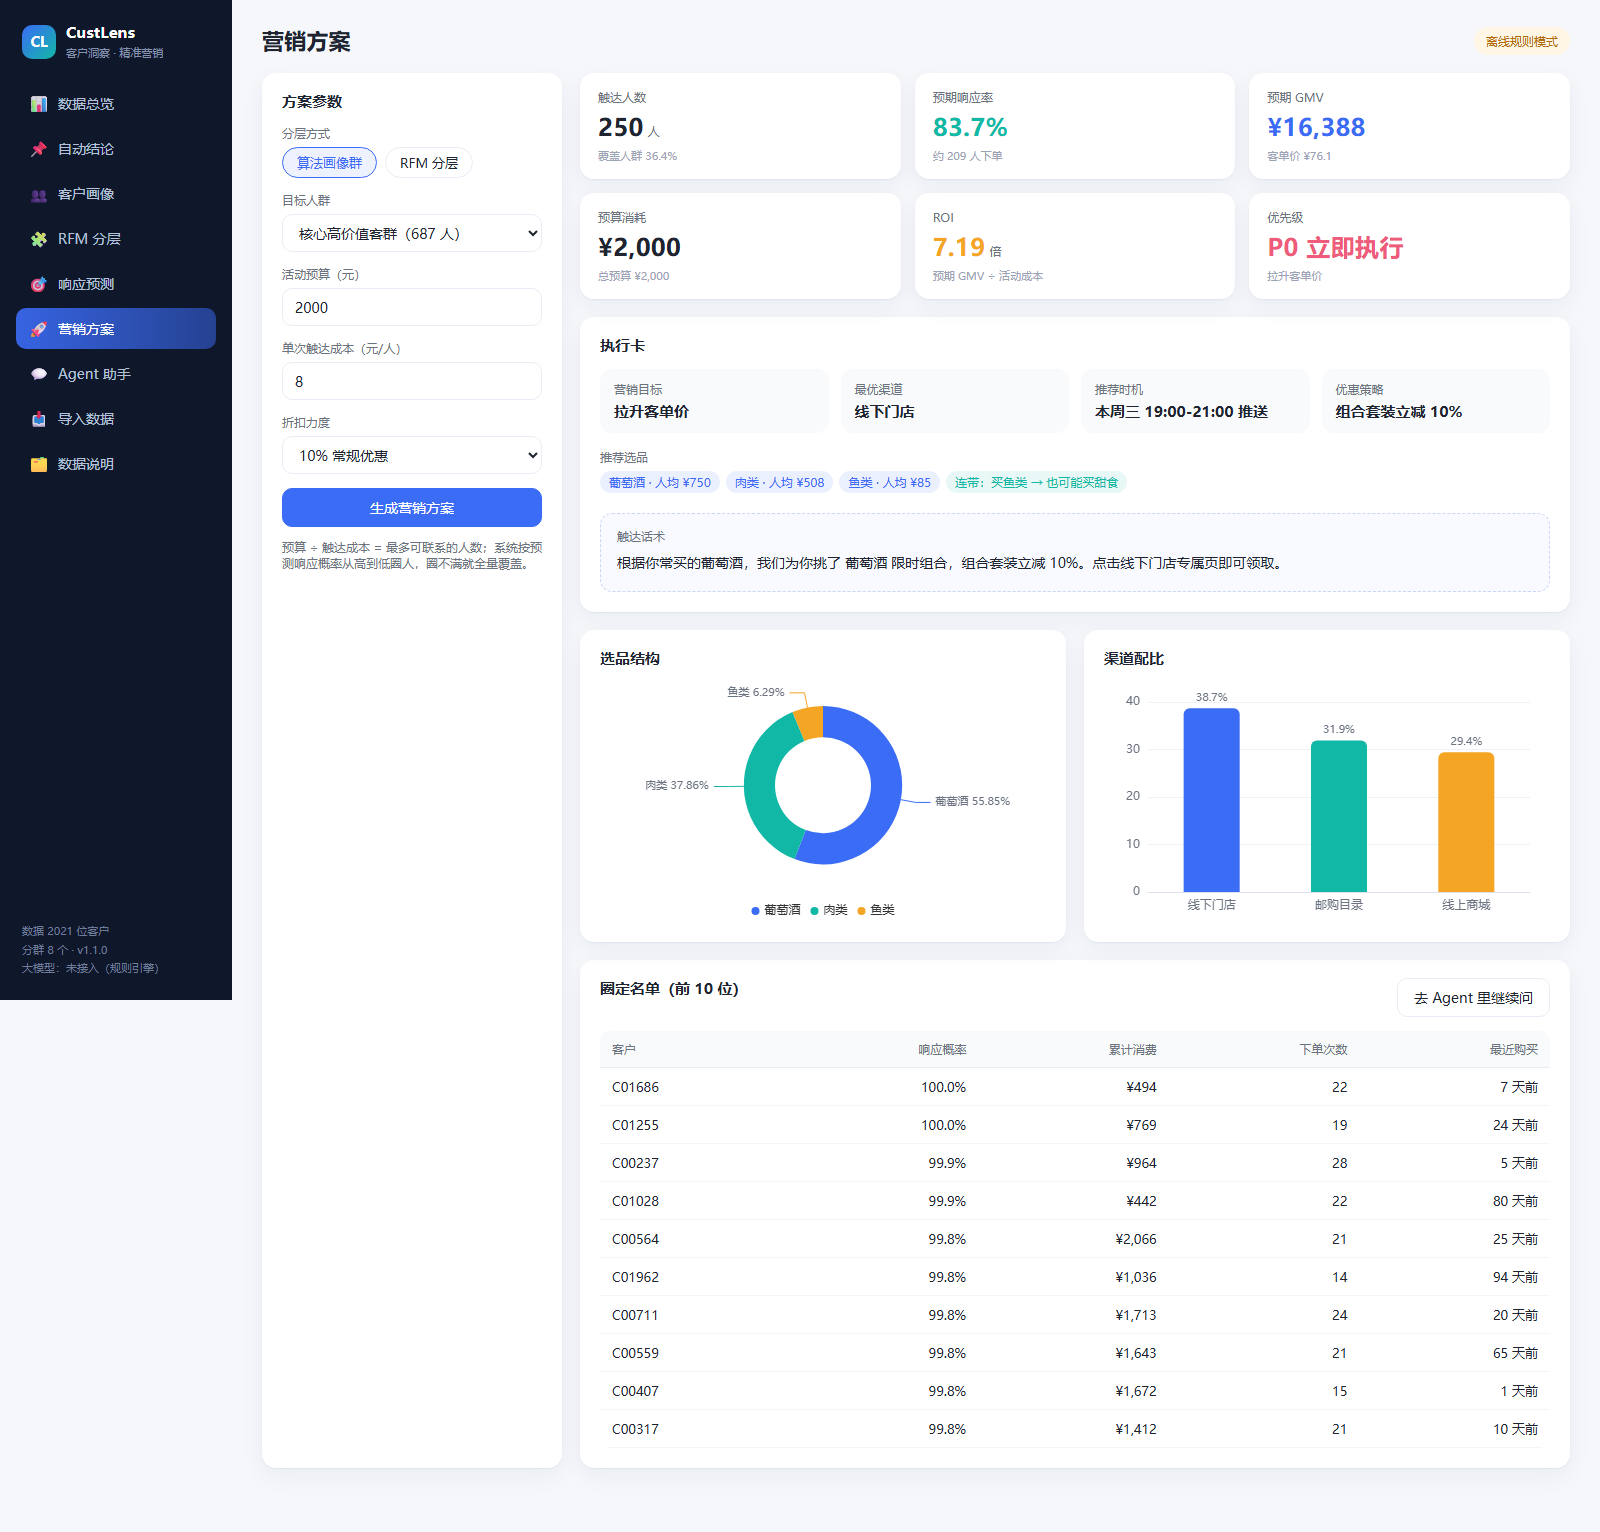 CL
CustLens
客户洞察 · 精准营销
数据总览
自动结论
客户画像
RFM 分层
响应预测
营销方案
Agent 助手
导入数据
数据说明
数据 2021 位客户
分群 8 个 · v1.1.0
大模型：未接入（规则引擎）
营销方案
离线规则模式
方案参数
分层方式
算法画像群
RFM 分层
目标人群
核心高价值客群（687 人）
活动预算（元）
2000
单次触达成本（元/人）
8
折扣力度
10% 常规优惠
生成营销方案
预算 ÷ 触达成本 = 最多可联系的人数；系统按预
测响应概率从高到低圈人，圈不满就全量覆盖。
触达人数
250 人
覆盖人群 36.4%
预期响应率
83.7%
约 209 人下单
预期 GMV
¥16,388
客单价 ¥76.1
预算消耗
¥2,000
总预算 ¥2,000
ROI
7.19 倍
预期 GMV ÷ 活动成本
优先级
P0 立即执行
拉升客单价
执行卡
营销目标
拉升客单价
最优渠道
线下门店
推荐时机
本周三 19:00-21:00 推送
优惠策略
组合套装立减 10%
推荐选品
葡萄酒 · 人均 ¥750
肉类 · 人均 ¥508
鱼类 · 人均 ¥85
连带：买鱼类 → 也可能买甜食
触达话术
根据你常买的葡萄酒，我们为你挑了 葡萄酒 限时组合，组合套装立减 10%。点击线下门店专属页即可领取。
选品结构
鱼类 6.29%
肉类 37.86%
葡萄酒 55.85%
葡萄酒 肉类 鱼类
渠道配比
40
30
20
10
0
38.7%
31.9%
29.4%
线下门店
邮购目录
线上商城
圈定名单（前 10 位）
去 Agent 里继续问
客户 响应概率 累计消费 下单次数 最近购买
C01686 100.0% ¥494 22 7 天前
C01255 100.0% ¥769 19 24 天前
C00237 99.9% ¥964 28 5 天前
C01028 99.9% ¥442 22 80 天前
C00564 99.8% ¥2,066 21 25 天前
C01962 99.8% ¥1,036 14 94 天前
C00711 99.8% ¥1,713 24 20 天前
C00559 99.8% ¥1,643 21 65 天前
C00407 99.8% ¥1,672 15 1 天前
C00317 99.8% ¥1,412 21 10 天前